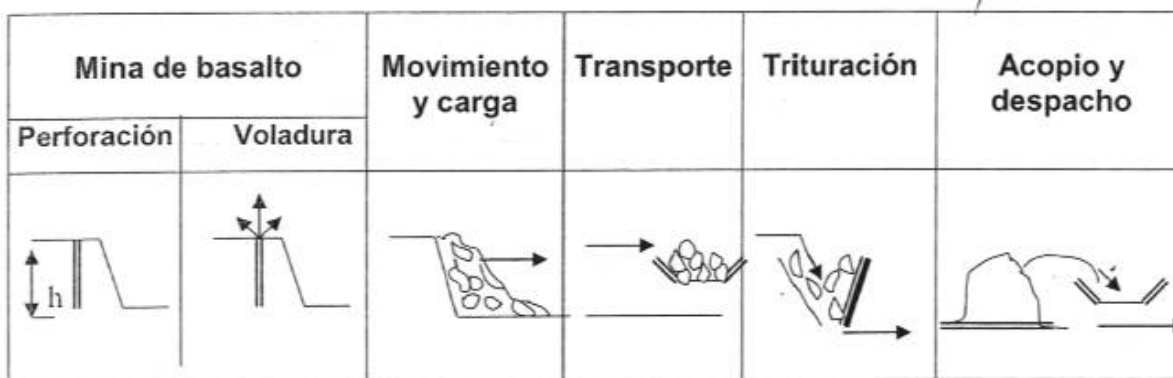 Mina de basalto
Movimiento
y carga
Transporte
Trituración
Acopio y
despacho
Perforación
Voladura
h